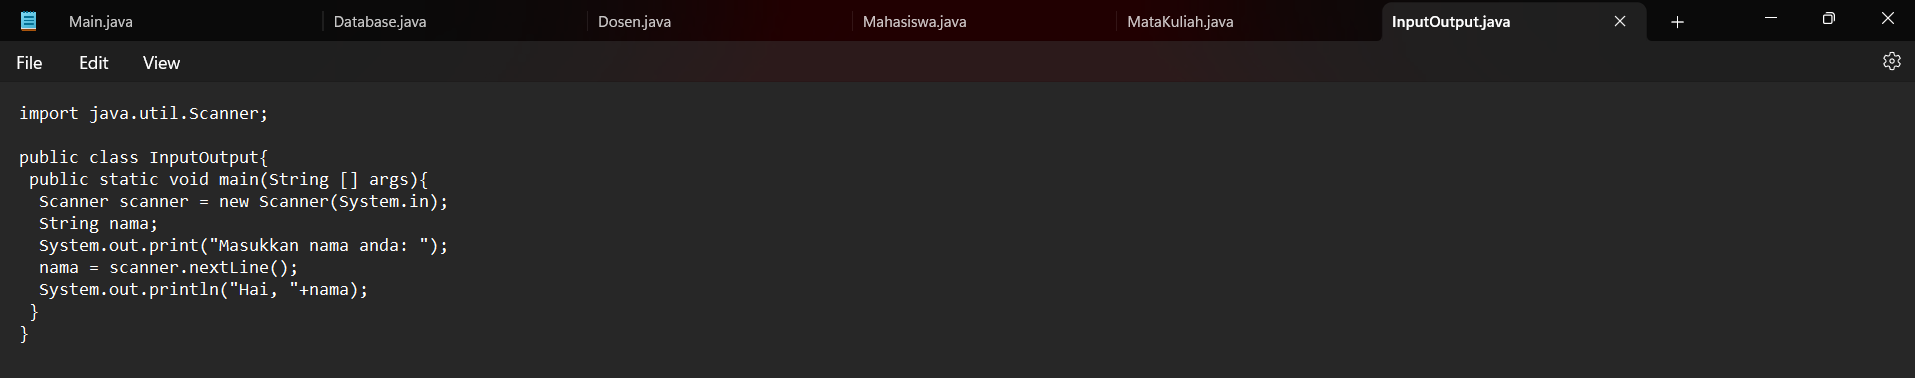 Main.java
Database.java
Dosen.java
Mahasiswa.java
MataKuliah.java
InputOutput.java
File
Edit
View
import java.util.Scanner;
public class InputOutput{
public static void main(String [] args){
Scanner scanner = new Scanner(System.in);
String nama;
System.out.print("Masukkan nama anda: ");
nama = scanner.nextLine();
System.out.println("Hai, "+nama);
}
}